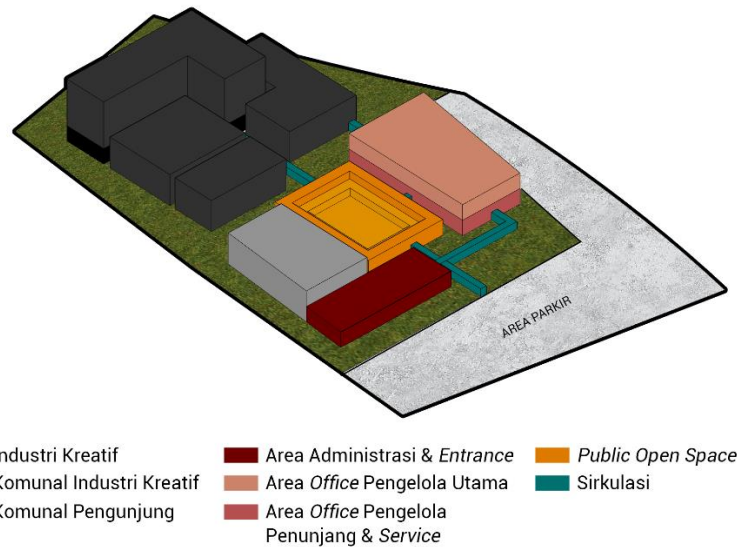 AREA PARKIR
Industri Kreatif
Komunal Industri Kreatif
Komunal Pengunjung
Area Administrasi & Entrance
Area Office Pengelola Utama
Area Office Pengelola
Penunjang & Service
Public Open Space
Sirkulasi